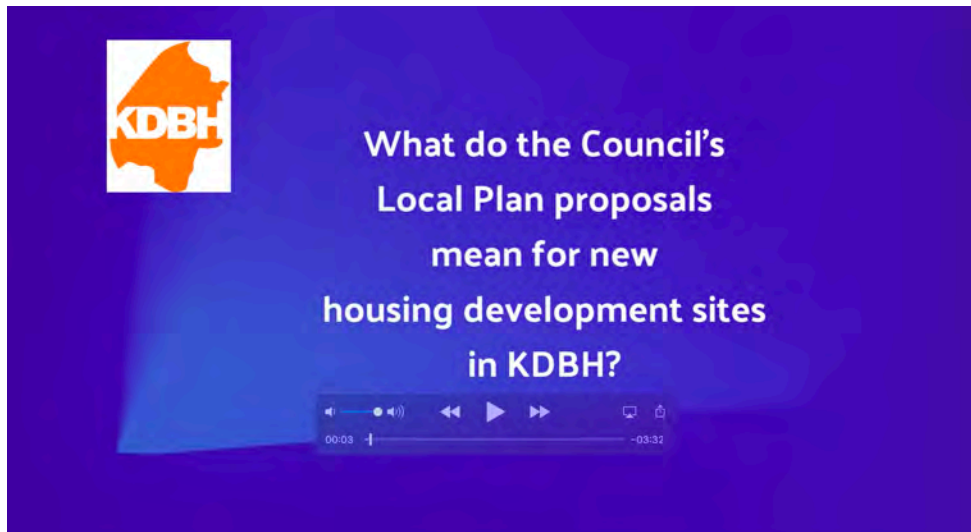 KDBH
What do the Council's
Local Plan proposals
mean for new
housing development sites
in KDBH?
00:03
-03:32